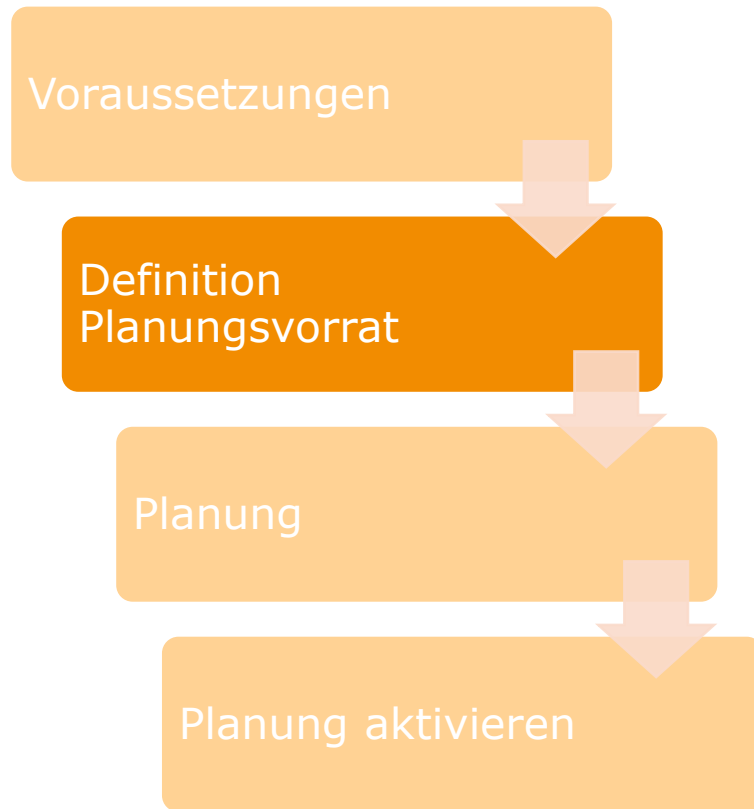 Voraussetzungen
Definition
Planungsvorrat
Planung
Planung aktivieren